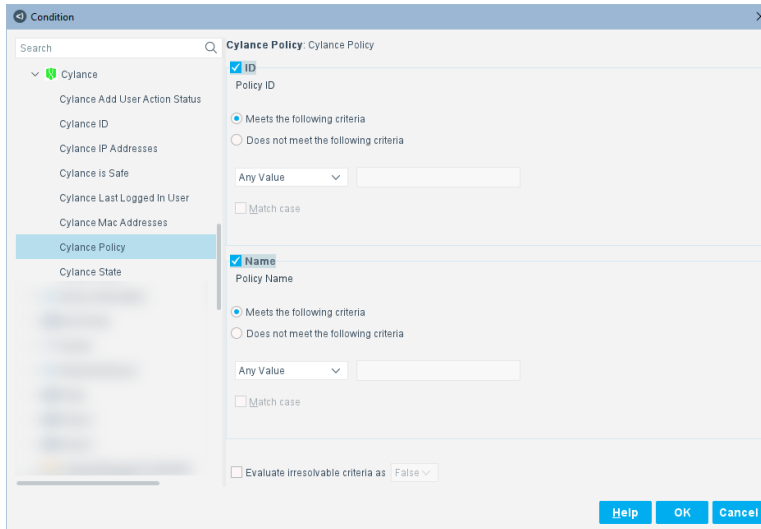 Condition
Search
Cylance
Cylance Add User Action Status
Cylance ID
Cylance IP Addresses
Cylance is Safe
Cylance Last Logged In User
Cylance Mac Addresses
Cylance Policy
Cylance State
Cylance Policy: Cylance Policy
ID
Policy ID
Meets the following criteria
Does not meet the following criteria
Any Value
Match case
Name
Policy Name
Meets the following criteria
Does not meet the following criteria
Any Value
Match case
Evaluate irresolvable criteria as False
Help OK Cancel